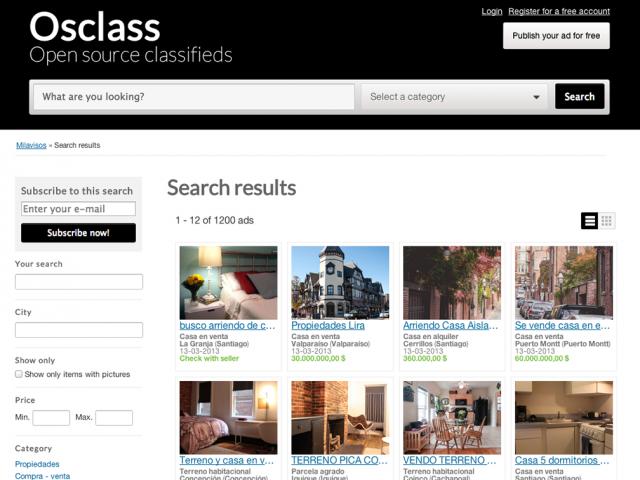 Login Register for a free account
Osclass
Open source classifieds
Publish your ad for free
What are you looking?
Select a category
Search
Milavisos » Search results
Subscribe to this search
Enter your e-mail
Subscribe now!
Your search
City
Show only
Show only items with pictures
Price
Min.
Max.
Category
Propiedades
Compra - venta
Search results
1 - 12 of 1200 ads
busco arriendo de c...
Casa en venta
La Granja (Santiago)
13-03-2013
Check with seller
Propiedades Lira
Casa en venta
Valparaíso (Valparaíso)
13-03-2013
30.000.000,00 $
Arriendo Casa Aisla...
Casa en alquiler
Cerrillos (Santiago)
13-03-2013
360.000,00 $
Se vende casa en e...
Casa en venta
Puerto Montt (Puerto Montt)
13-03-2013
60.000.000,00 $
Terreno y casa en v...
Terreno habitacional
Concepción (Concepción)
TERRENO PICA CO...
Parcela agrado
Iquique (Iquique)
VENDO TERRENO ...
Terreno habitacional
Coinco (Cachapoal)
Casa 5 dormitorios ...
Casa en venta
Santiago (Santiago)